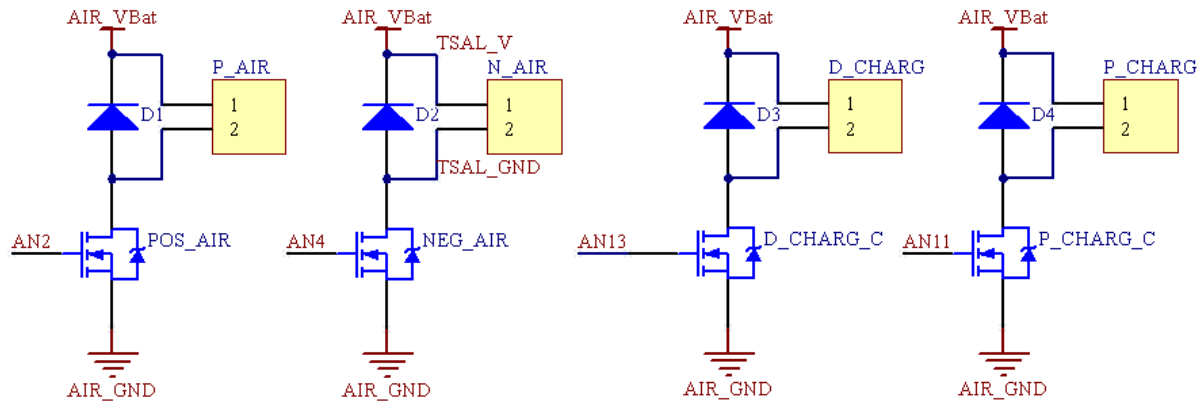 AIR_VBat
AIR_VBat
AIR_VBat
AIR_VBat
TSAL_V
P_AIR
N_AIR
D_CHARG
P_CHARG
1
1
1
1
D1
D2
D3
D4
2
2
2
2
TSAL_GND
AN2
POS_AIR
AN4
NEG_AIR
AN13
D_CHARG_C
AN11
P_CHARG_C
AIR_GND
AIR_GND
AIR_GND
AIR_GND